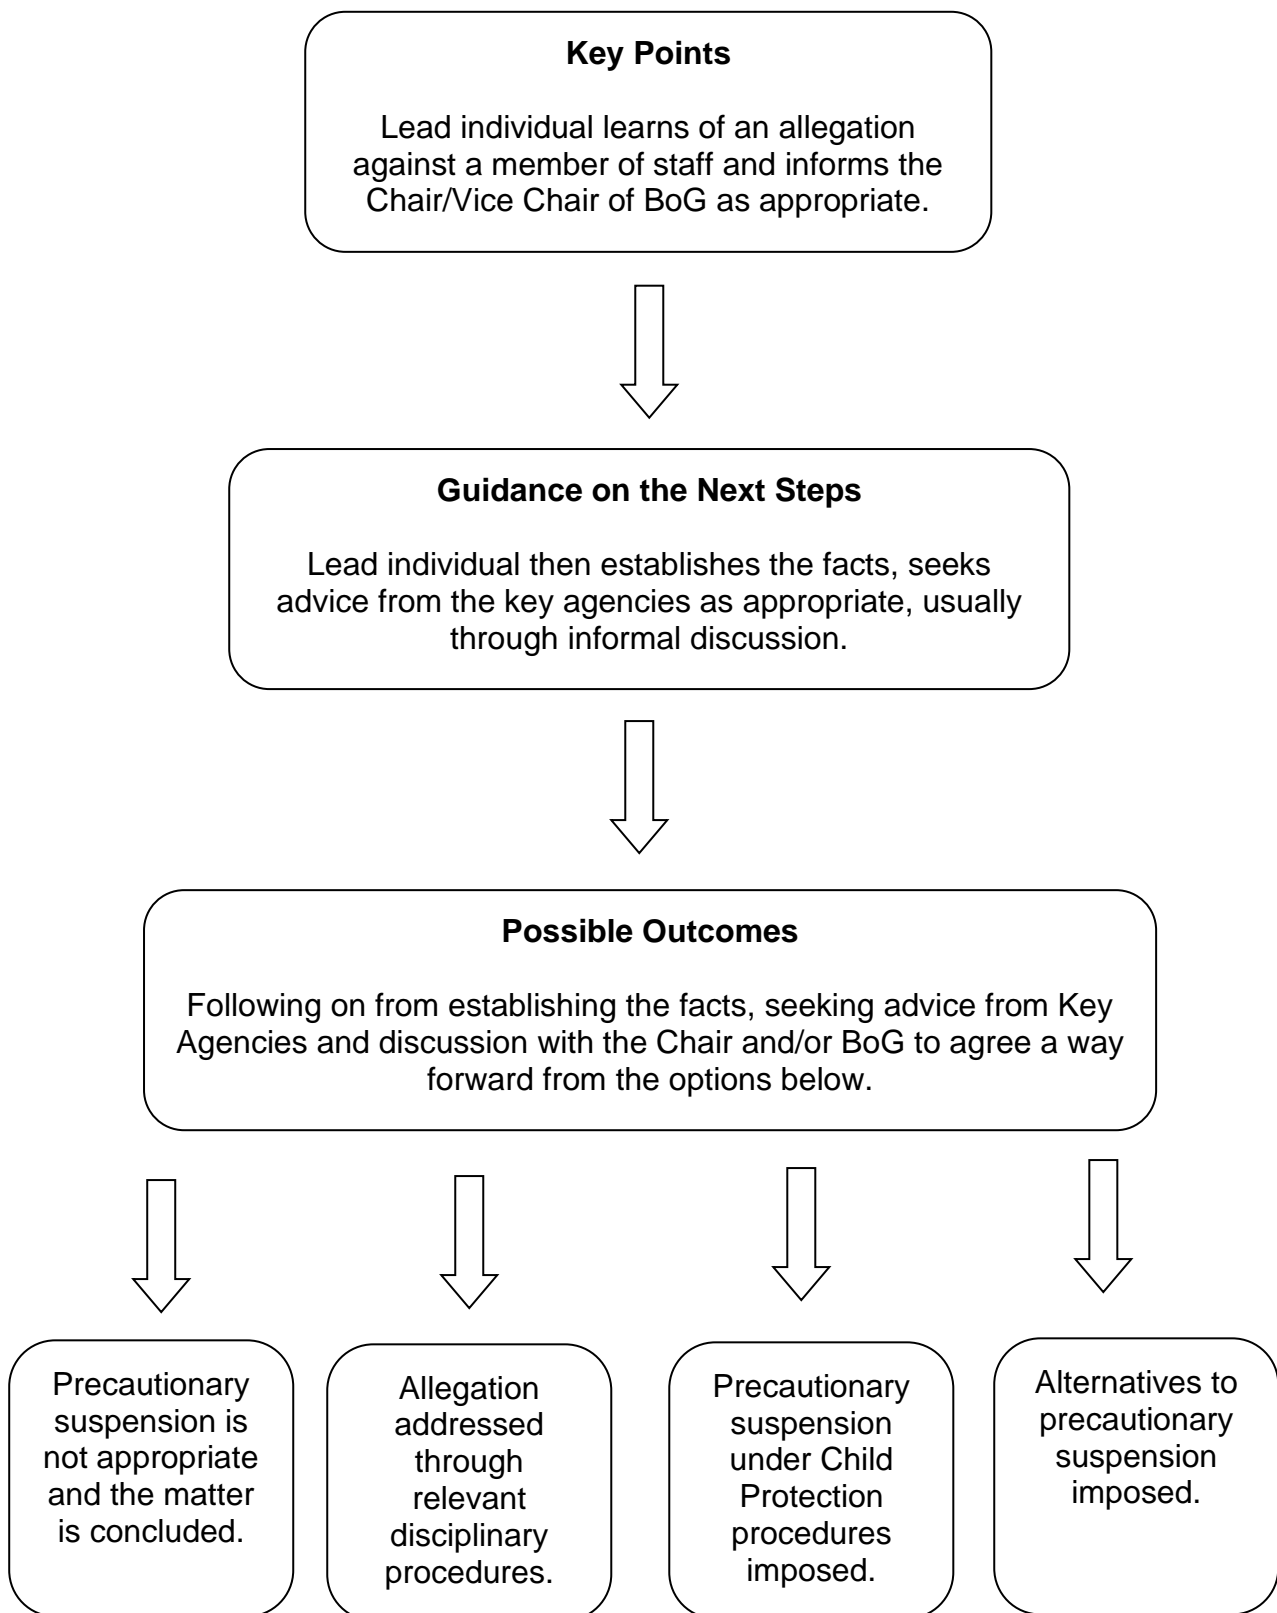 Key Points
Lead individual learns of an allegation
against a member of staff and informs the
Chair/Vice Chair of BoG as appropriate.
Guidance on the Next Steps
Lead individual then establishes the facts, seeks
advice from the key agencies as appropriate, usually
through informal discussion.
Possible Outcomes
Following on from establishing the facts, seeking advice from Key
Agencies and discussion with the Chair and/or BoG to agree a way
forward from the options below.
Precautionary
suspension is
not appropriate
and the matter
is concluded.
Allegation
addressed
through
relevant
disciplinary
procedures.
Precautionary
suspension
under Child
Protection
procedures
imposed.
Alternatives to
precautionary
suspension
imposed.